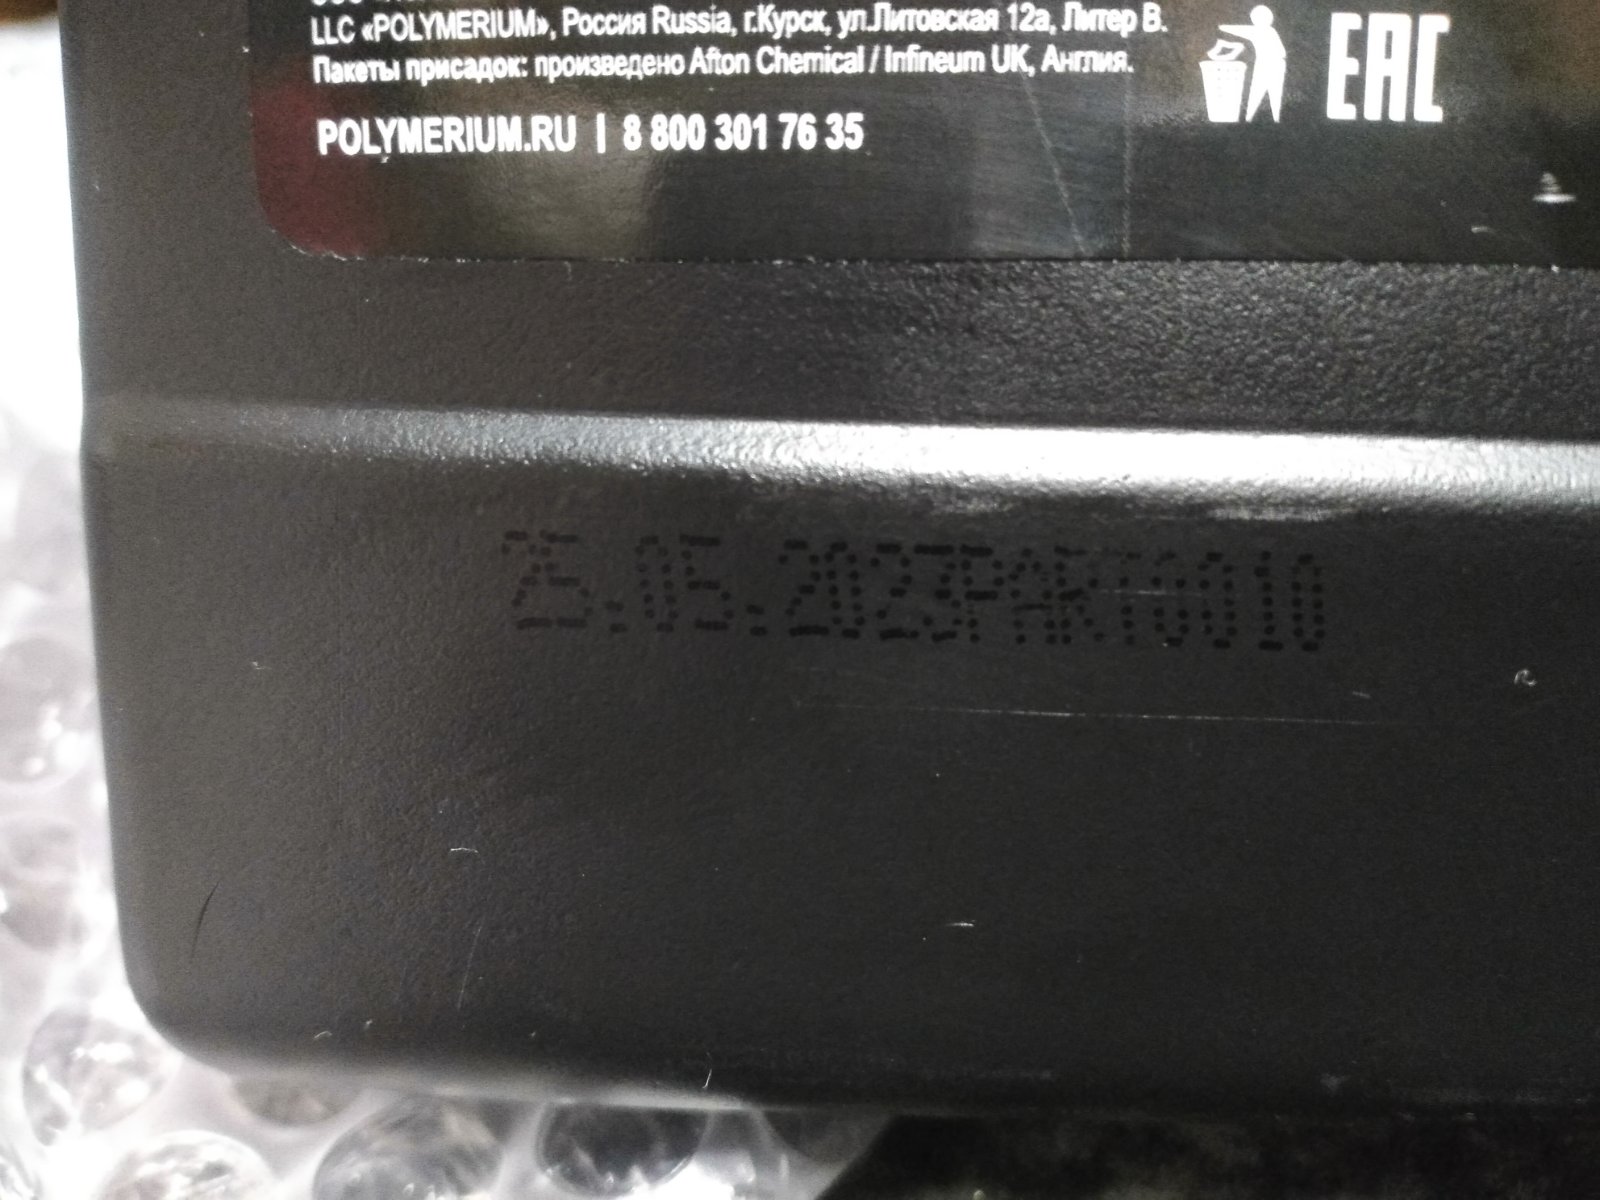 LLC «POLYMERIUM», Россия Russia, г.Курск, ул.Литовская 12а, Литер В.
Пакеты присадок: произведено Afton Chemical / Infineum UK, Англия.
EAC
POLYMERIUM.RU | 8 800 301 76 35
25.05.2023PART0010